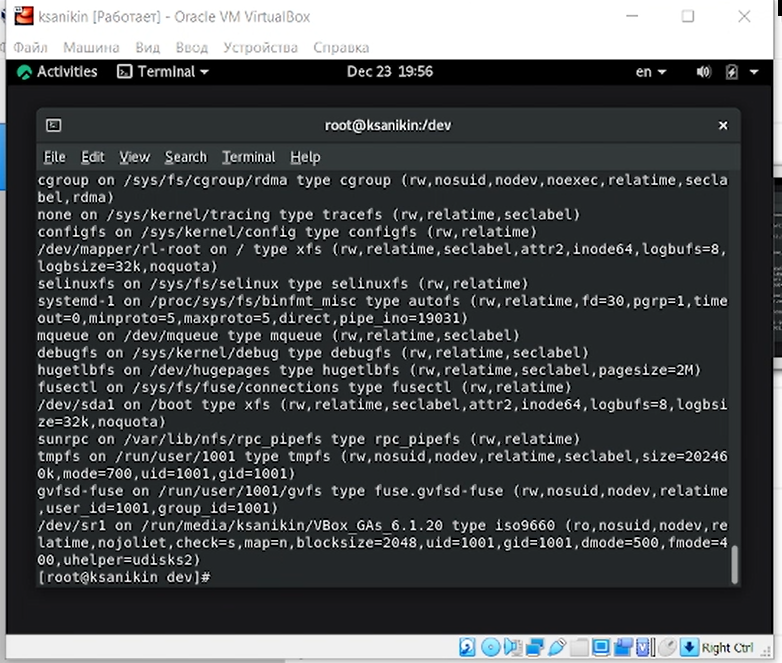 ksanikin [Работает] - Oracle VM VirtualBox
Файл Машина Вид Ввод Устройства Справка
Activities Terminal Dec 23 19:56 en
root@ksanikin:/dev
File Edit View Search Terminal Help
cgroup on /sys/fs/cgroup/rdma type cgroup (rw,nosuid,nodev,noexec,relatime,secla
bel,rdma)
none on /sys/kernel/tracing type tracefs (rw,relatime,seclabel)
configfs on /sys/kernel/config type configfs (rw,relatime)
/dev/mapper/rl-root on / type xfs (rw,relatime,seclabel,attr2,inode64,logbufs=8,
logbsize=32k,noquota)
selinuxfs on /sys/fs/selinux type selinuxfs (rw,relatime)
systemd-1 on /proc/sys/fs/binfmt_misc type autofs (rw,relatime,fd=30,pgrp=1,time
out=0,minproto=5,maxproto=5,direct,pipe_ino=19031)
mqueue on /dev/mqueue type mqueue (rw,relatime,seclabel)
debugfs on /sys/kernel/debug type debugfs (rw,relatime,seclabel)
hugetlbfs on /dev/hugepages type hugetlbfs (rw,relatime,seclabel,pagesize=2M)
fusectl on /sys/fs/fuse/connections type fusectl (rw,relatime)
/dev/sda1 on /boot type xfs (rw,relatime,seclabel,attr2,inode64,logbufs=8,logbsi
ze=32k,noquota)
sunrpc on /var/lib/nfs/rpc_pipefs type rpc_pipefs (rw,relatime)
tmpfs on /run/user/1001 type tmpfs (rw,nosuid,nodev,relatime,seclabel,size=20246
0k,mode=700,uid=1001,gid=1001)
gvfsd-fuse on /run/user/1001/gvfs type fuse.gvfsd-fuse (rw,nosuid,nodev,relatime
,user_id=1001,group_id=1001)
/dev/sr1 on /run/media/ksanikin/VBox_GAs_6.1.20 type iso9660 (ro,nosuid,nodev,re
latime,nojoliet,check=s,map=n,blocksize=2048,uid=1001,gid=1001,dmode=500,fmode=4
00,uhelper=udisks2)
[root@ksanikin dev]#
Right Ctrl